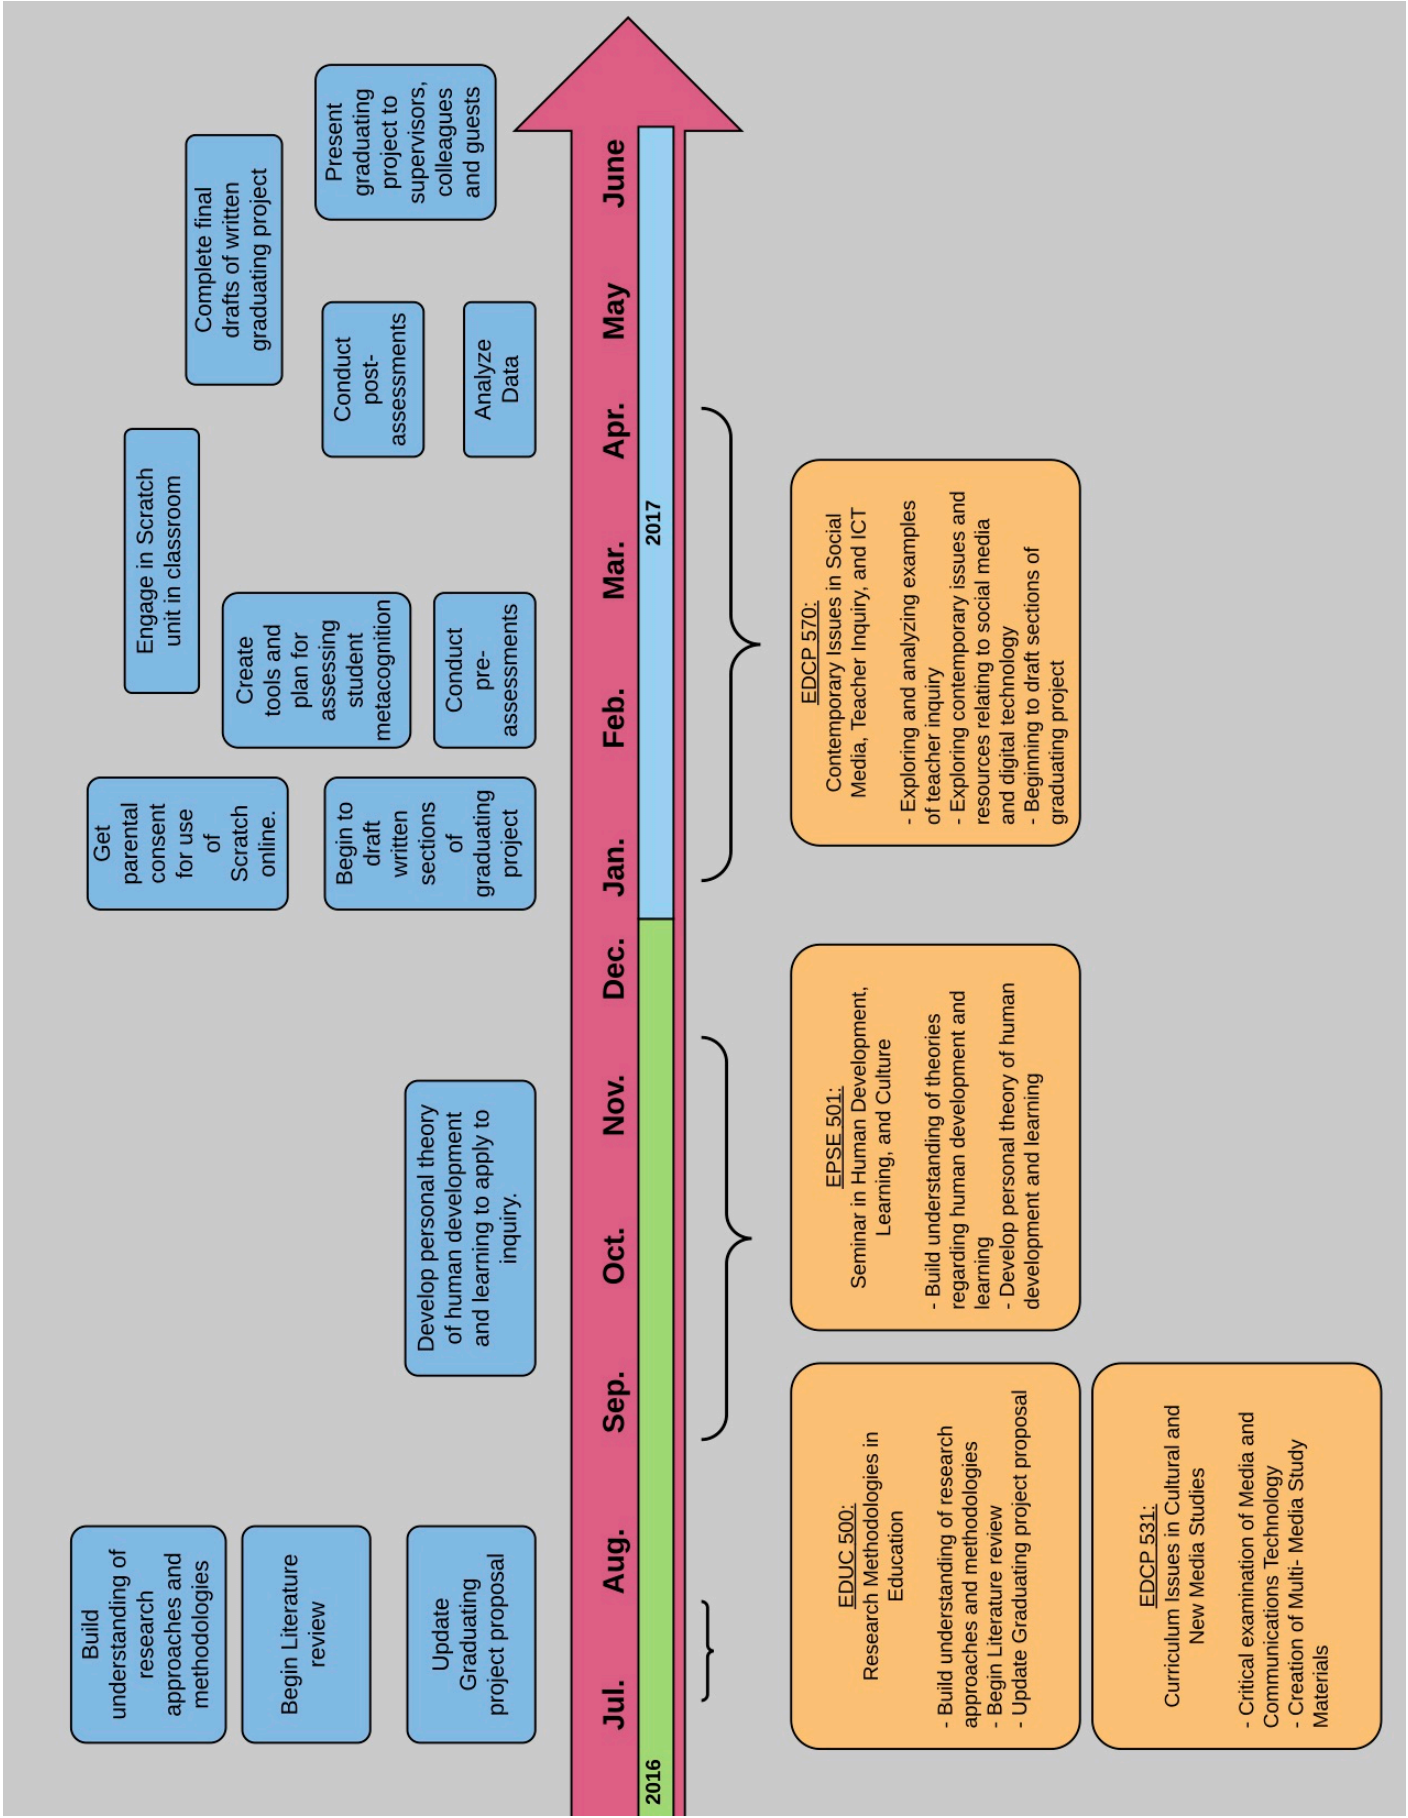 Build
understanding of
research
approaches and
methodologies
Begin Literature
review
Update
Graduating
project proposal
Develop personal theory
of human development
and learning to apply to
inquiry.
Get
parental
consent
for use
of
Scratch
online.
Begin to
draft
written
sections
of
graduating
project
Engage in Scratch
unit in classroom
Create
tools and
plan for
assessing
student
metacognition
Conduct
pre-
assessments
Complete final
drafts of written
graduating project
Conduct
post-
assessments
Analyze
Data
Present
graduating
project to
supervisors,
colleagues
and guests
Jul. Aug. Sep. Oct. Nov. Dec. Jan. Feb. Mar. Apr. May June
2016 2017
EDUC 500:
Research Methodologies in
Education
- Build understanding of research
approaches and methodologies
- Begin Literature review
- Update Graduating project proposal
EDCP 531:
Curriculum Issues in Cultural and
New Media Studies
- Critical examination of Media and
Communications Technology
- Creation of Multi- Media Study
Materials
EPSE 501:
Seminar in Human Development,
Learning, and Culture
- Build understanding of theories
regarding human development and
learning
- Develop personal theory of human
development and learning
EDCP 570:
Contemporary Issues in Social
Media, Teacher Inquiry, and ICT
- Exploring and analyzing examples
of teacher inquiry
- Exploring contemporary issues and
resources relating to social media
and digital technology
- Beginning to draft sections of
graduating project